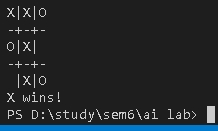 X|X|O
-+-+-
O|X|
-+-+-
 |X|O
X wins!
PS D:\study\sem6\ai lab>